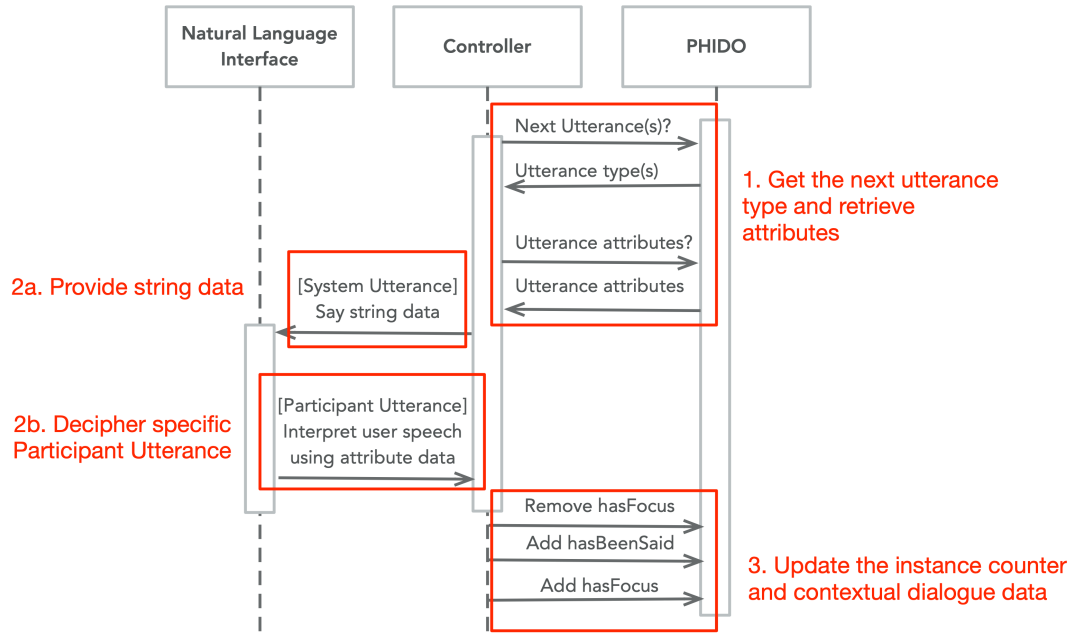 Natural Language
Interface
Controller
PHIDO
Next Utterance(s)?
Utterance type(s)
Utterance attributes?
Utterance attributes
1. Get the next utterance
type and retrieve
attributes
2a. Provide string data
[System Utterance]
Say string data
2b. Decipher specific
Participant Utterance
[Participant Utterance]
Interpret user speech
using attribute data
Remove hasFocus
Add hasBeenSaid
Add hasFocus
3. Update the instance counter
and contextual dialogue data